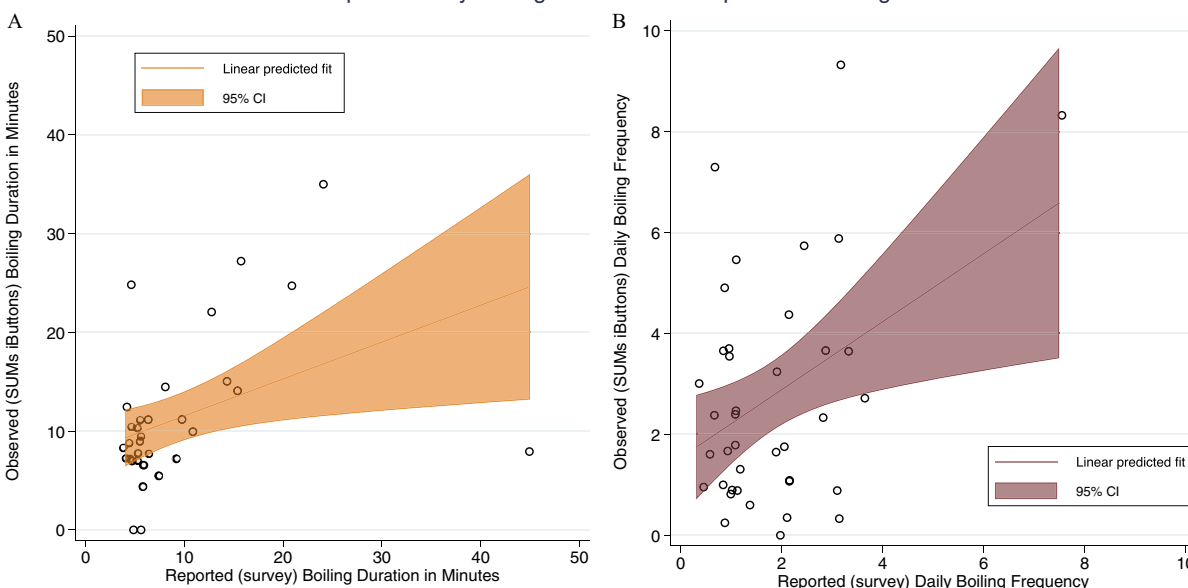 A
B
50
40
30
20
10
0
Observed (SUMs iButtons) Boiling Duration in Minutes
Linear predicted fit
95% CI
0 10 20 30 40 50
Reported (survey) Boiling Duration in Minutes
10
8
6
4
2
0
Observed (SUMs iButtons) Daily Boiling Frequency
Linear predicted fit
95% CI
0 2 4 6 8 10
Reported (survey) Daily Boiling Frequency